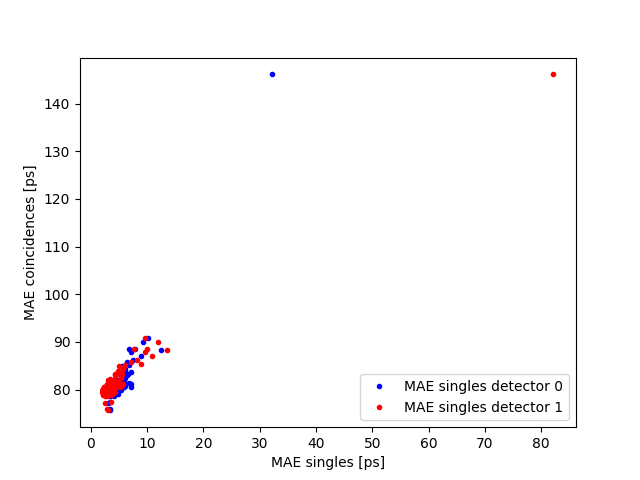 140
130
120
110
100
90
80
MAE coincidences [ps]
0 10 20 30 40 50 60 70 80
MAE singles [ps]
MAE singles detector 0
MAE singles detector 1